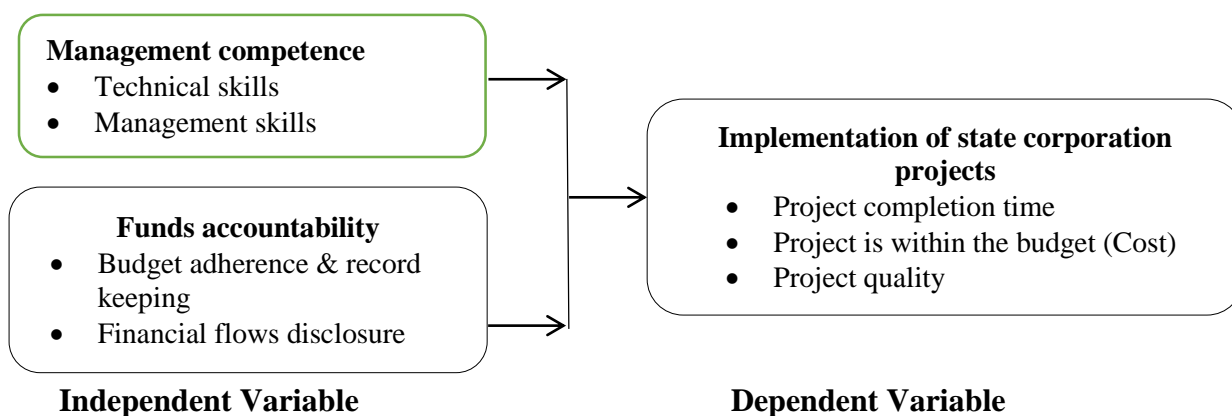 Management competence
• Technical skills
• Management skills
Funds accountability
• Budget adherence & record
keeping
• Financial flows disclosure
Independent Variable
Implementation of state corporation
projects
• Project completion time
• Project is within the budget (Cost)
• Project quality
Dependent Variable